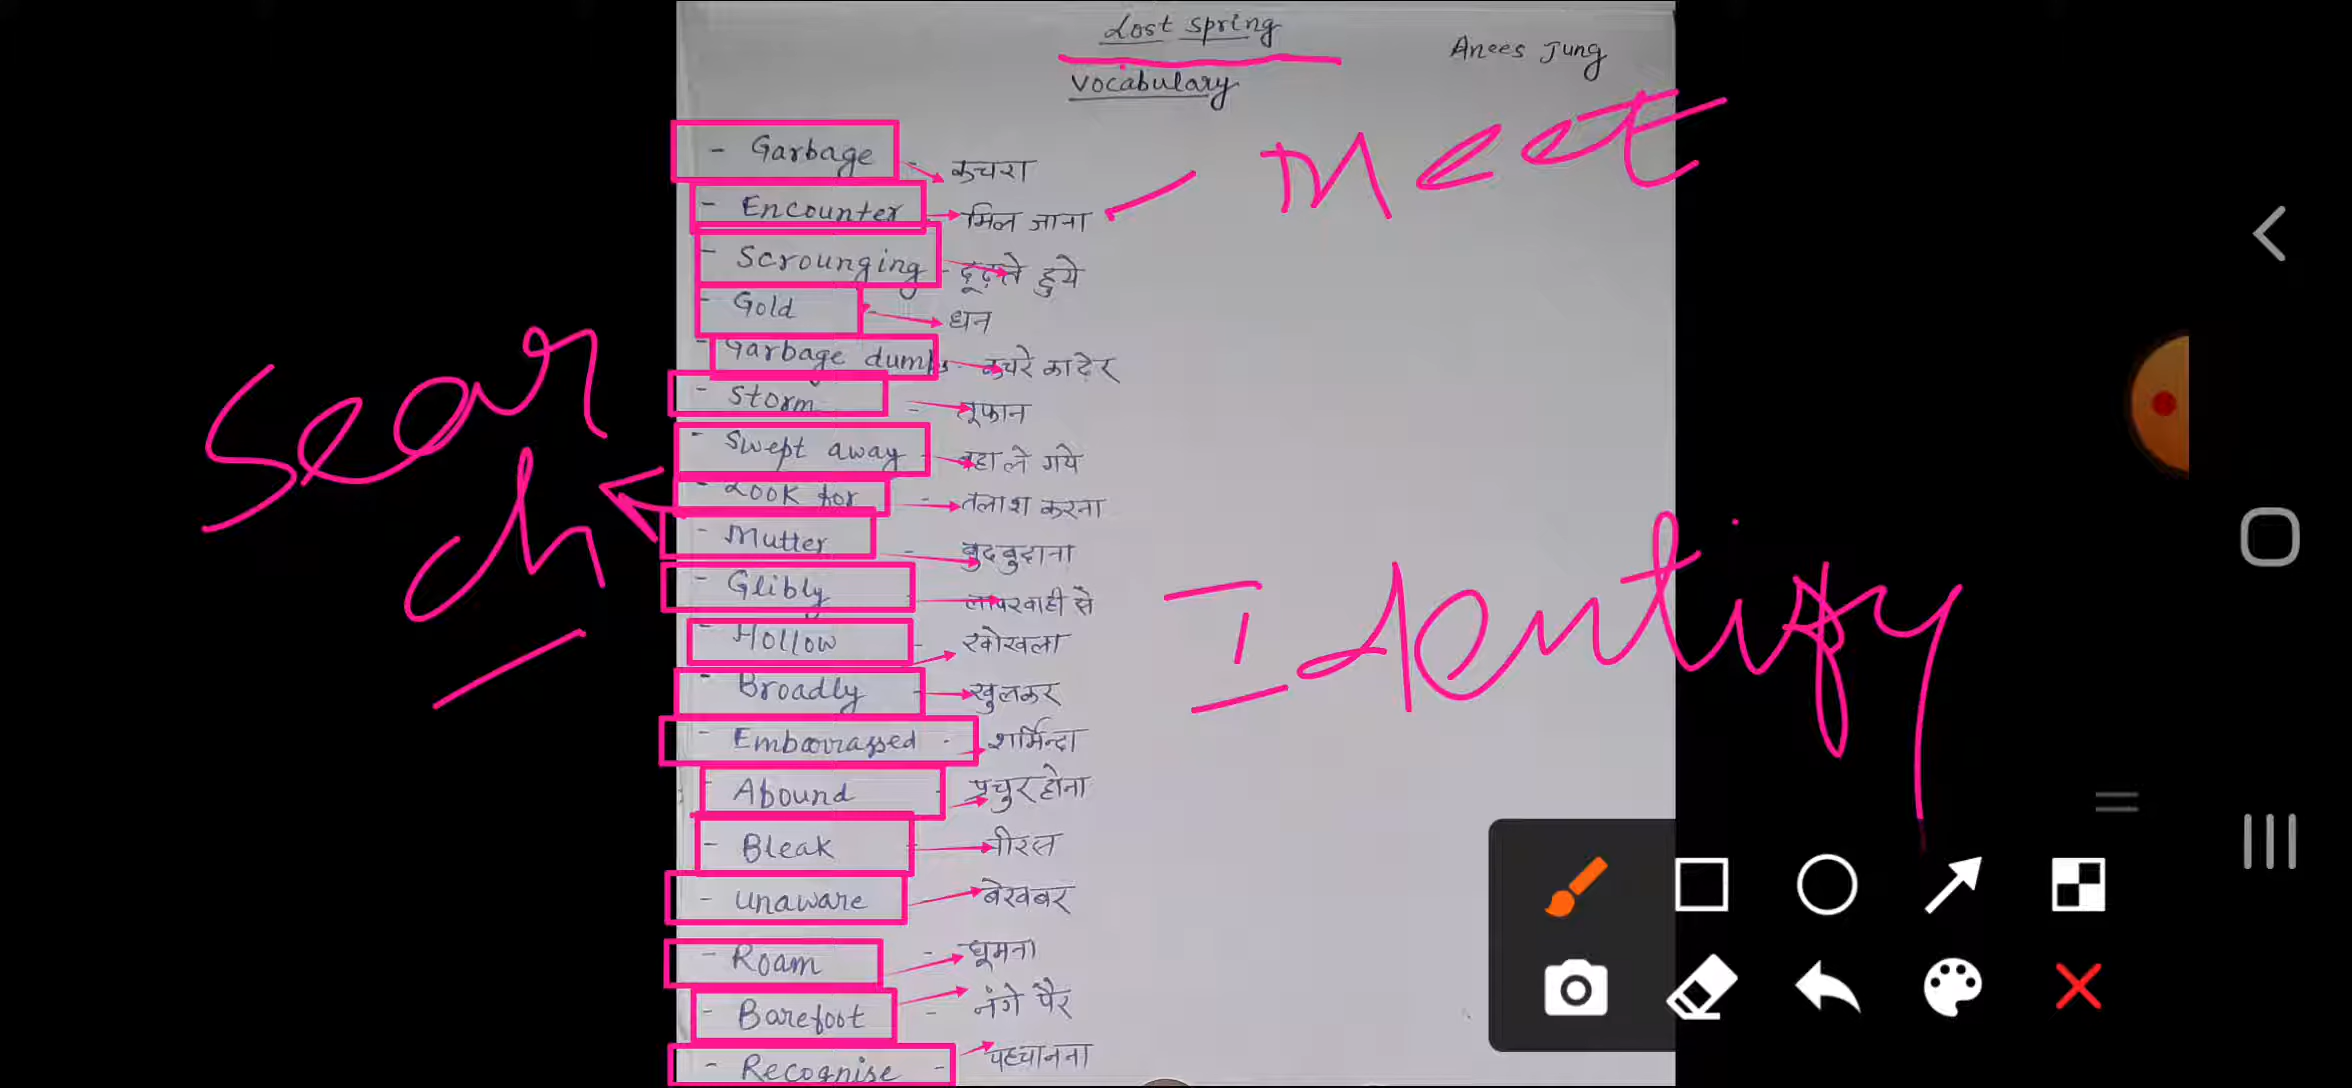 Lost spring
Anees Jung
Vocabulary
- Garbage - कचरा
- Encounter - मिल जाना
Meet
- Scrounging - ढूढ़ते हुये
- Gold - धन
- Garbage dumps - कचरे का ढ़ेर
- Storm - तूफान
- Swept away - बहा ले गये
- Look for - तलाश करना
Sear
ch
- Mutter - बुदबुदाना
- Glibly - लापरवाही से
- Hollow - खोखला
Identify
- Broadly - खुलकर
- Embarrassed - शर्मिन्दा
- Abound - प्रचुर होना
- Bleak - नीरस
- unaware - बेखबर
- Roam - घूमना
- Barefoot - नंगे पैर
- Recognise - पहचानना